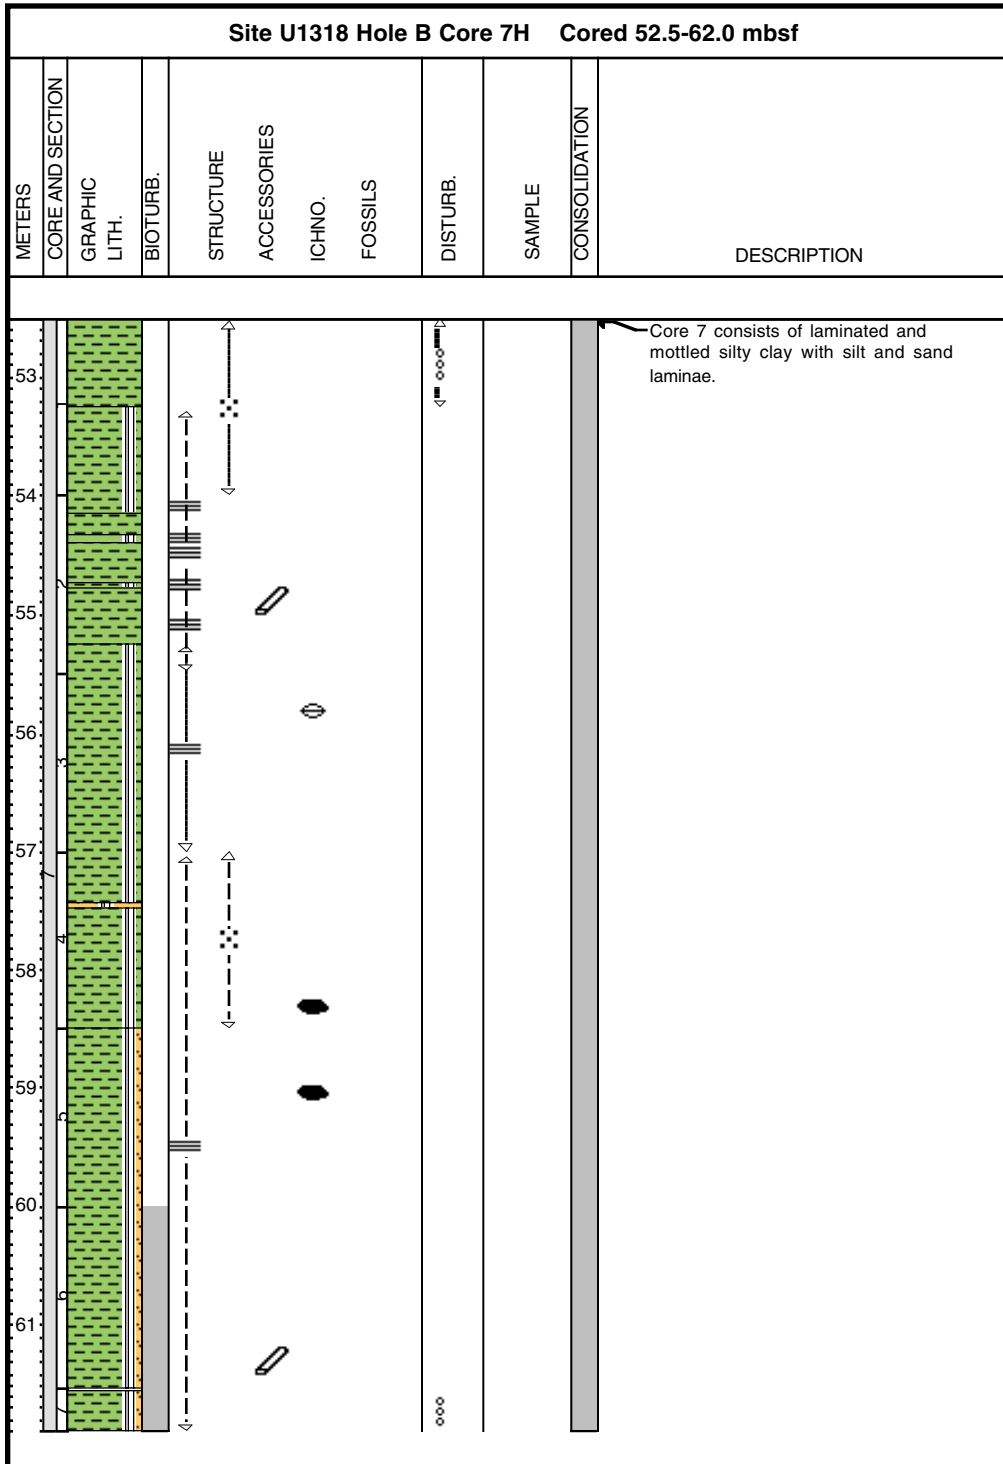 Site U1318 Hole B Core 7H Cored 52.5-62.0 mbsf
METERS
CORE AND SECTION
GRAPHIC
LITH.
BIOTURB.
STRUCTURE
ACCESSORIES
ICHNO.
FOSSILS
DISTURB.
SAMPLE
CONSOLIDATION
DESCRIPTION
Core 7 consists of laminated and
mottled silty clay with silt and sand
laminae.
53
1
54
2
55
56
3
57
7
4
58
59
5
60
6
61
7